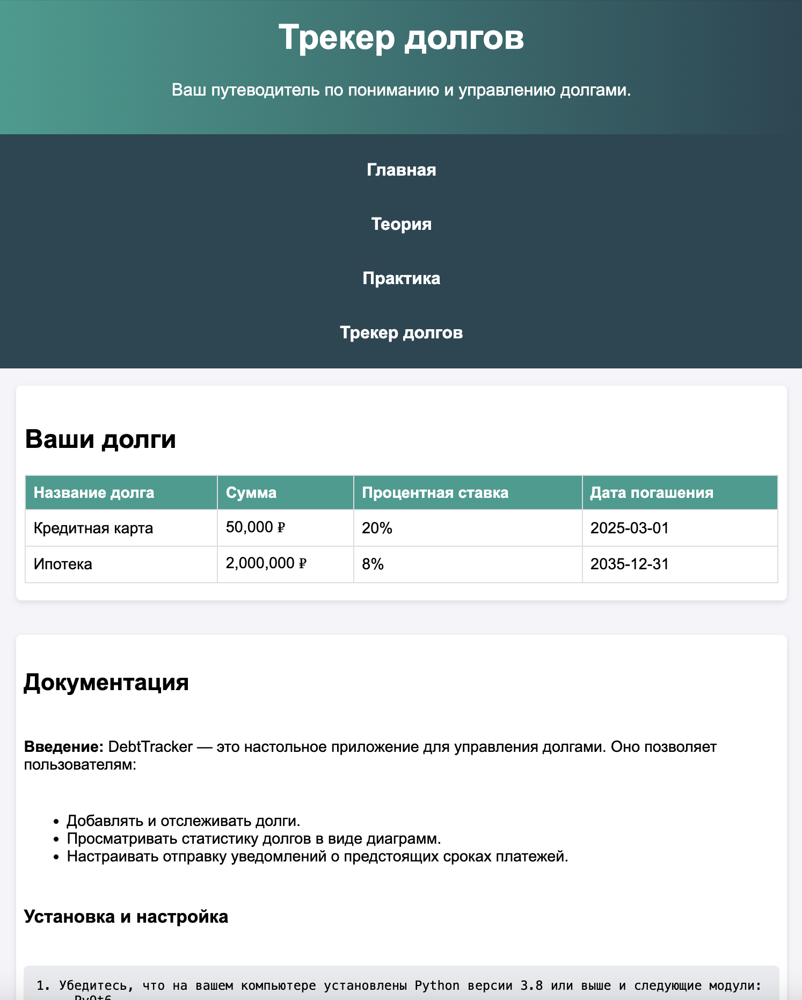 Трекер долгов
Ваш путеводитель по пониманию и управлению долгами.
Главная
Теория
Практика
Трекер долгов
Ваши долги
Название долга Сумма Процентная ставка Дата погашения
Кредитная карта 50,000 ₽ 20% 2025-03-01
Ипотека 2,000,000 ₽ 8% 2035-12-31
Документация
Введение: DebtTracker — это настольное приложение для управления долгами. Оно позволяет
пользователям:
• Добавлять и отслеживать долги.
• Просматривать статистику долгов в виде диаграмм.
• Настраивать отправку уведомлений о предстоящих сроках платежей.
Установка и настройка
1. Убедитесь, что на вашем компьютере установлены Python версии 3.8 или выше и следующие модули:
PyQt6